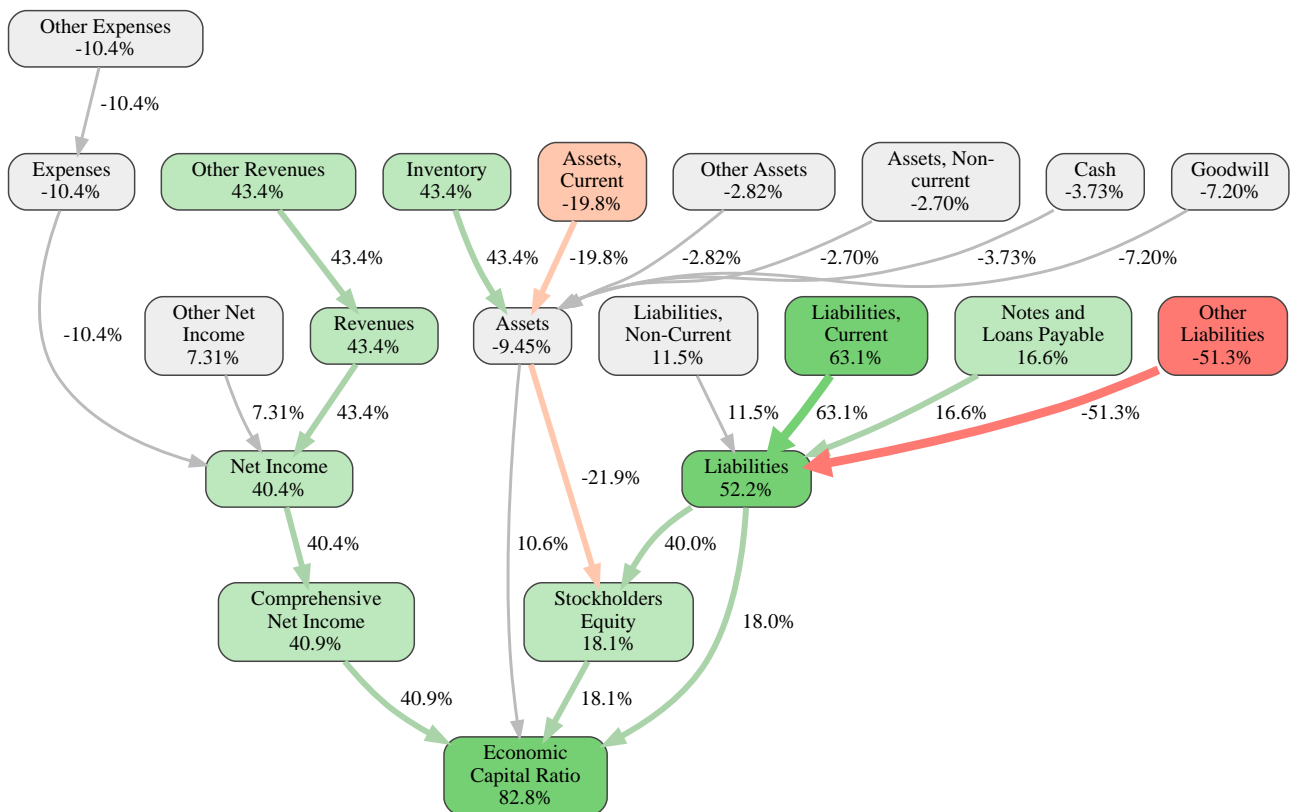 Other Expenses
-10.4%
-10.4%
Expenses
-10.4%
Other Revenues
43.4%
Inventory
43.4%
Assets,
Current
-19.8%
Other Assets
-2.82%
Assets, Non-
current
-2.70%
Cash
-3.73%
Goodwill
-7.20%
43.4%
43.4%
-19.8%
-2.82%
-2.70%
-3.73%
-7.20%
-10.4%
Other Net
Income
7.31%
Revenues
43.4%
Assets
-9.45%
Liabilities,
Non-Current
11.5%
Liabilities,
Current
63.1%
Notes and
Loans Payable
16.6%
Other
Liabilities
-51.3%
7.31%
43.4%
11.5%
63.1%
16.6%
-51.3%
Net Income
40.4%
-21.9%
Liabilities
52.2%
40.4%
10.6%
40.0%
Comprehensive
Net Income
40.9%
Stockholders
Equity
18.1%
18.0%
40.9%
18.1%
Economic
Capital Ratio
82.8%